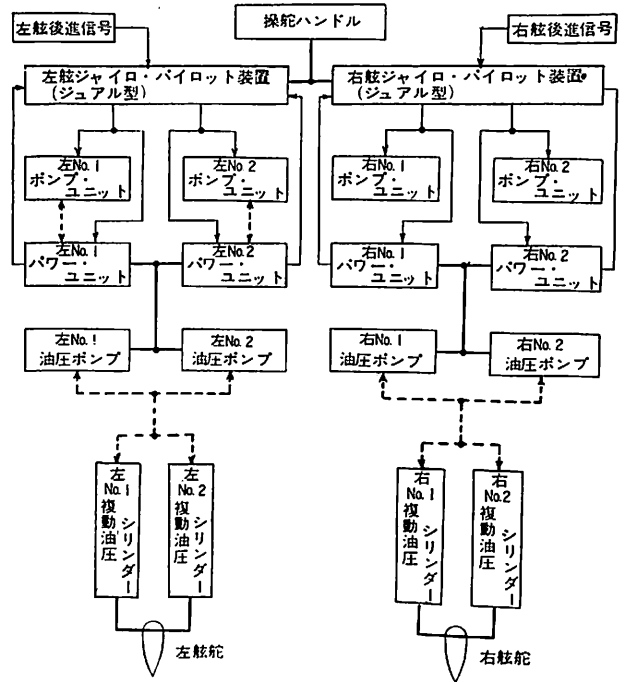 左舷後進信号
操舵ハンドル
右舷後進信号
左舷ジャイロ・パイロット装置
(ジュアル型)
右舷ジャイロ・パイロット装置
(ジュアル型)
左No.1
ポンプ・
ユニット
左No.2
ポンプ・
ユニット
右No.1
ポンプ・
ユニット
右No.2
ポンプ・
ユニット
左No.1
パワー・
ユニット
左No.2
パワー・
ユニット
右No.1
パワー・
ユニット
右No.2
パワー・
ユニット
左No.1
油圧ポンプ
左No.2
油圧ポンプ
右No.1
油圧ポンプ
右No.2
油圧ポンプ
左No.1複動油圧
シリンダー
左No.2複動油圧
シリンダー
右No.1複動油圧
シリンダー
右No.2複動油圧
シリンダー
左舷舵
右舷舵